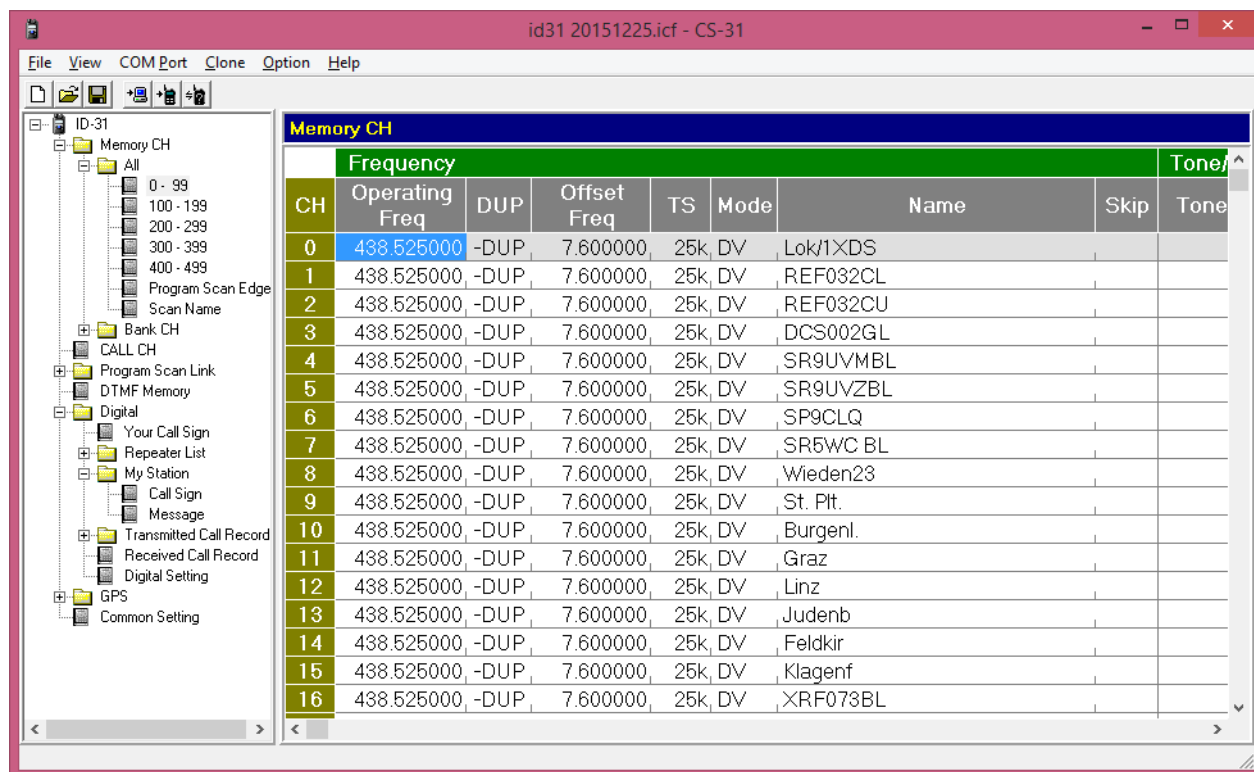 id31 20151225.icf - CS-31
File View COM Port Clone Option Help
ID-31
Memory CH
All
0 - 99
100 - 199
200 - 299
300 - 399
400 - 499
Program Scan Edge
Scan Name
Bank CH
CALL CH
Program Scan Link
DTMF Memory
Digital
Your Call Sign
Repeater List
My Station
Call Sign
Message
Transmitted Call Record
Received Call Record
Digital Setting
GPS
Common Setting
Memory CH
Frequency Tone/
CH Operating Freq DUP Offset Freq TS Mode Name Skip Tone
0 438.525000 -DUP 7.600000 25k DV Lok/1XDS
1 438.525000 -DUP 7.600000 25k DV REF032CL
2 438.525000 -DUP 7.600000 25k DV REF032CU
3 438.525000 -DUP 7.600000 25k DV DCS002GL
4 438.525000 -DUP 7.600000 25k DV SR9UVMBL
5 438.525000 -DUP 7.600000 25k DV SR9UVZBL
6 438.525000 -DUP 7.600000 25k DV SP9CLQ
7 438.525000 -DUP 7.600000 25k DV SR5WC BL
8 438.525000 -DUP 7.600000 25k DV Wieden23
9 438.525000 -DUP 7.600000 25k DV St. Plt.
10 438.525000 -DUP 7.600000 25k DV Burgenl.
11 438.525000 -DUP 7.600000 25k DV Graz
12 438.525000 -DUP 7.600000 25k DV Linz
13 438.525000 -DUP 7.600000 25k DV Judenb
14 438.525000 -DUP 7.600000 25k DV Feldkir
15 438.525000 -DUP 7.600000 25k DV Klagenf
16 438.525000 -DUP 7.600000 25k DV XRF073BL